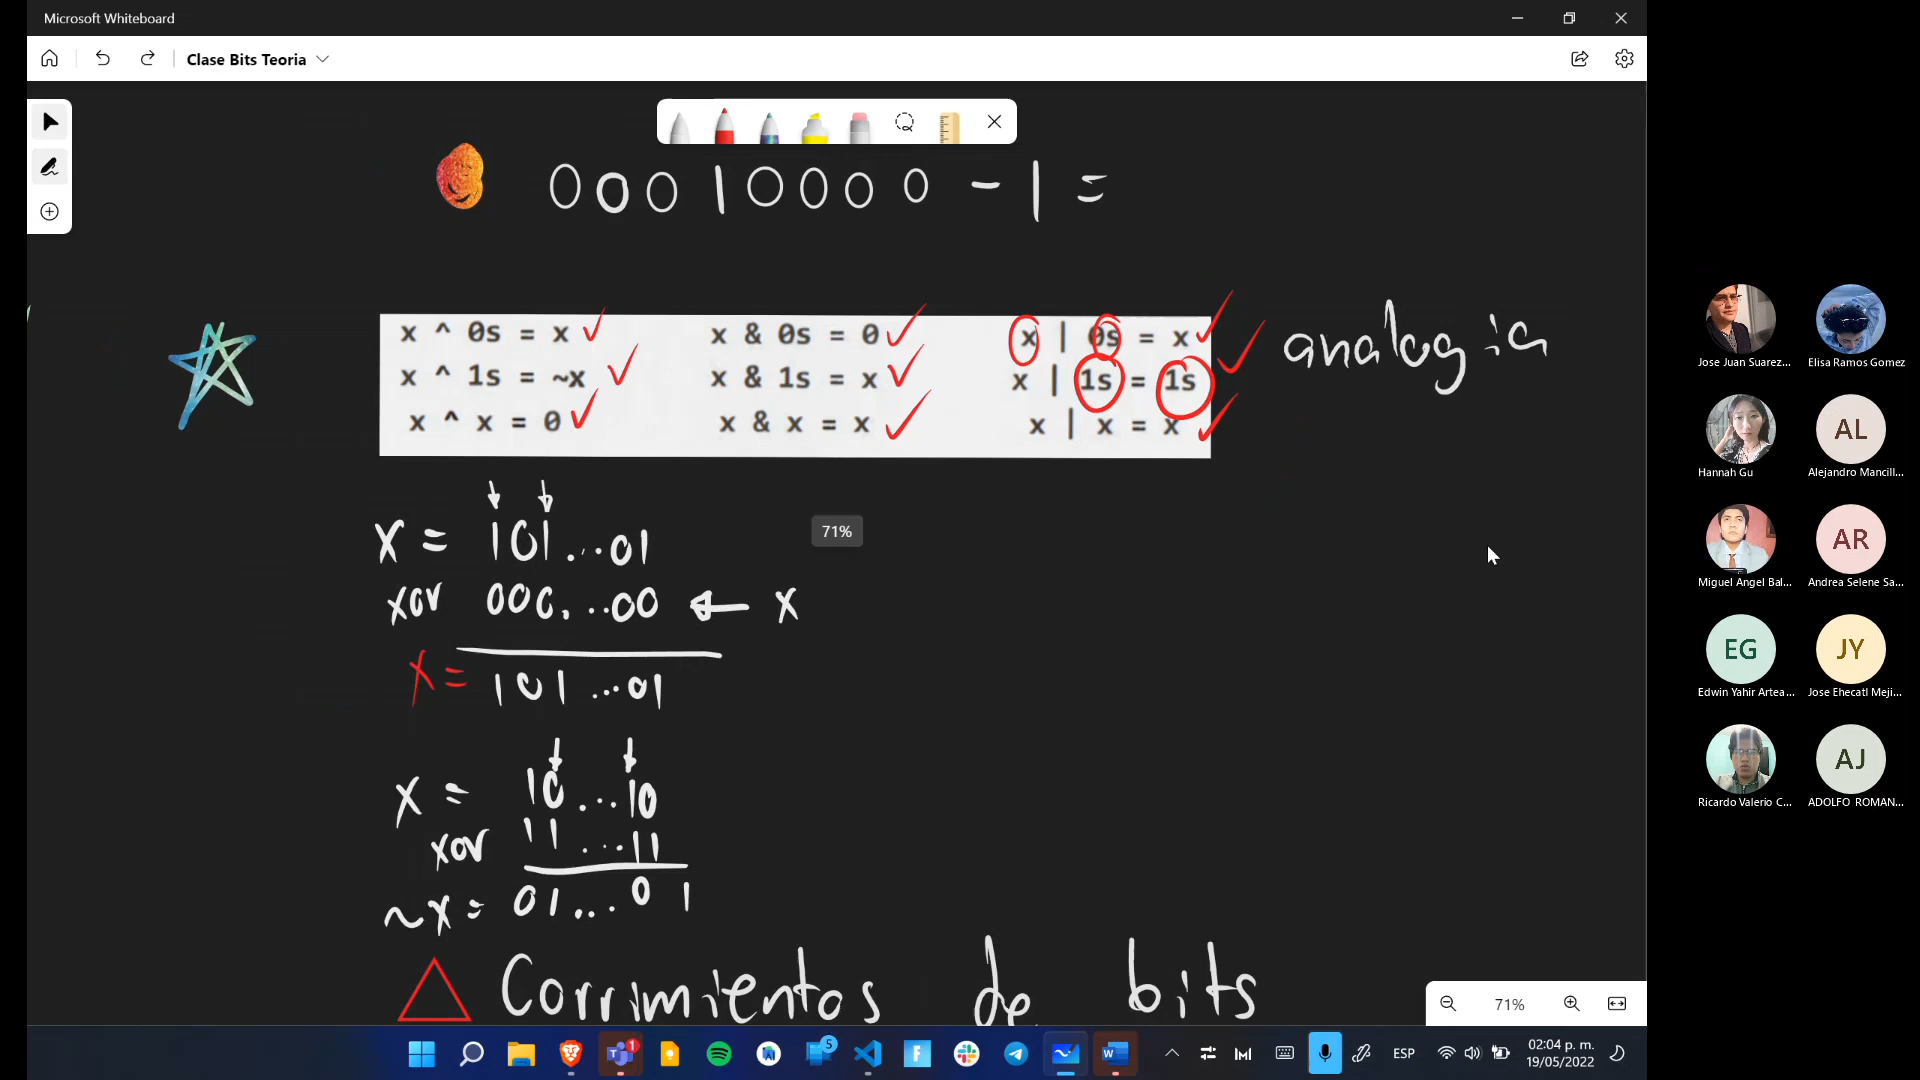 Microsoft Whiteboard
Clase Bits Teoria
00010000 - 1 =
x ^ 0s = x
x & 0s = 0
x | 0s = x
x ^ 1s = ~x
x & 1s = x
x | 1s = 1s
x ^ x = 0
x & x = x
x | x = x
analogia
x = 101...01
71%
xor 000...00 ← x
x = 101...01
x = 10...10
xor 11...11
~x = 01...01
Corrimientos de bits
71%
Jose Juan Suarez...
Elisa Ramos Gomez
AL
Hannah Gu
Alejandro Mancill...
AR
Miguel Angel Bal...
Andrea Selene Sa...
EG
JY
Edwin Yahir Artea...
Jose Ehecatl Meji...
AJ
Ricardo Valerio C...
ADOLFO ROMAN...
1
5
ESP
02:04 p. m.
19/05/2022